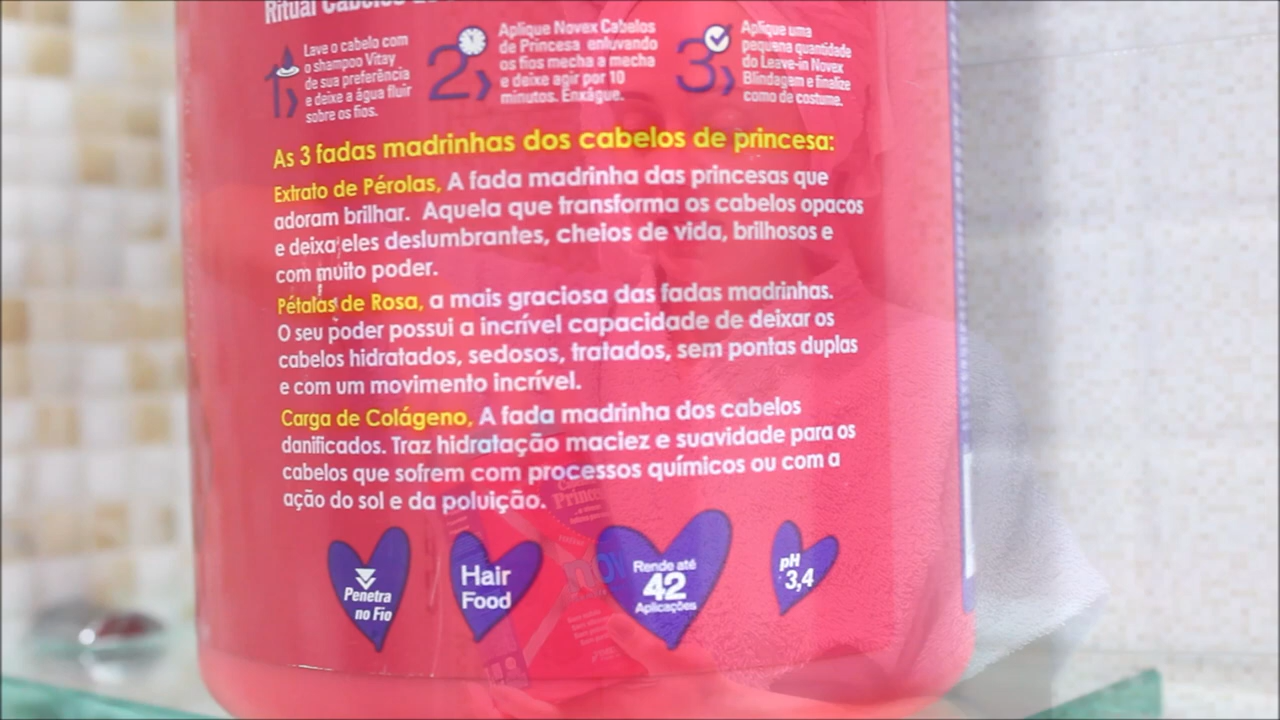 Ritual Cabelos
1
Lave o cabelo com
o shampoo Vitay
de sua preferência
e deixe a água fluir
sobre os fios.
2
Aplique Novex Cabelos
de Princesa enluvando
os fios mecha a mecha
e deixe agir por 10
minutos. Enxágue.
3
Aplique uma
pequena quantidade
do Leave-in Novex
Blindagem e finalize
como de costume.
As 3 fadas madrinhas dos cabelos de princesa:
Extrato de Pérolas, A fada madrinha das princesas que
adoram brilhar. Aquela que transforma os cabelos opacos
e deixa eles deslumbrantes, cheios de vida, brilhosos e
com muito poder.
Pétalas de Rosa, a mais graciosa das fadas madrinhas.
O seu poder possui a incrível capacidade de deixar os
cabelos hidratados, sedosos, tratados, sem pontas duplas
e com um movimento incrível.
Carga de Colágeno, A fada madrinha dos cabelos
danificados. Traz hidratação maciez e suavidade para os
cabelos que sofrem com processos químicos ou com a
ação do sol e da poluição.
Penetra
no Fio
Hair
Food
Rende até
42
Aplicações
pH
3,4